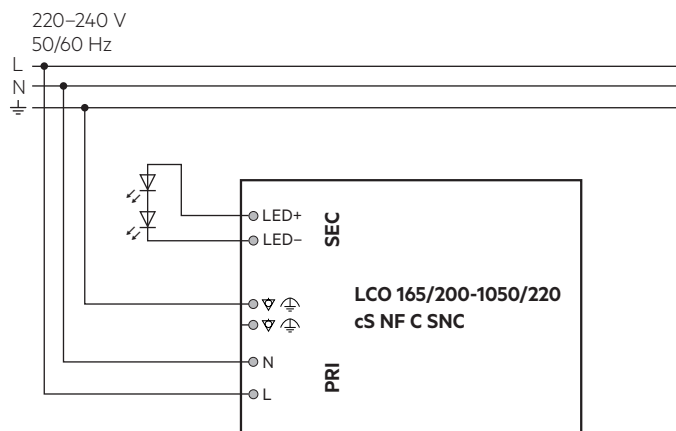 220–240 V
50/60 Hz
L
N
LED+
LED–
SEC
LCO 165/200-1050/220
cS NF C SNC
N
PRI
L